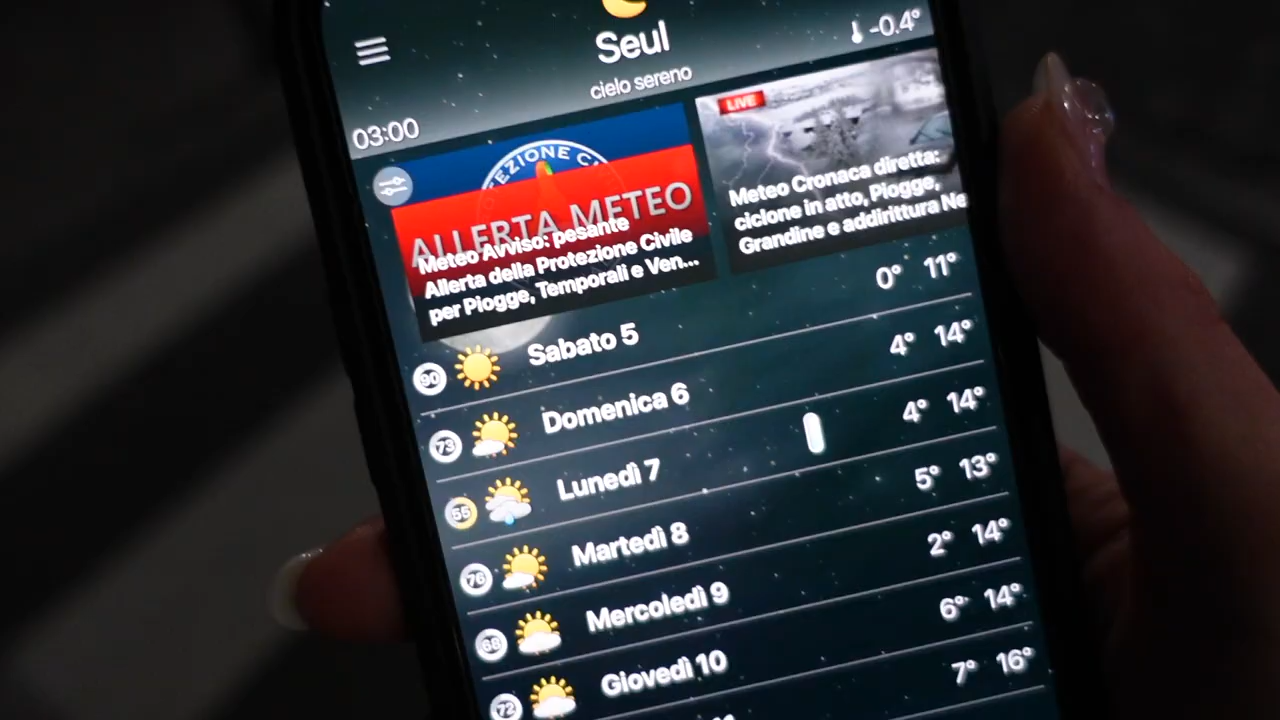 Seul
-0.4°
cielo sereno
03:00
ALLERTA METEO
Meteo Avviso: pesante
Allerta della Protezione Civile
per Piogge, Temporali e Ven...
LIVE
Meteo Cronaca diretta:
ciclone in atto, Piogge,
Grandine e addirittura Ne
0° 11°
90 Sabato 5 4° 14°
73 Domenica 6 4° 14°
55 Lunedì 7 5° 13°
76 Martedì 8 2° 14°
68 Mercoledì 9 6° 14°
72 Giovedì 10 7° 16°